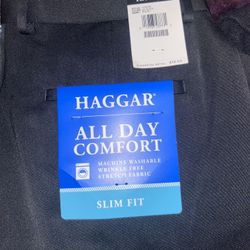 HAGGAR®
ALL DAY
COMFORT
MACHINE WASHABLE
WRINKLE FREE
STRETCH FABRIC
SLIM FIT